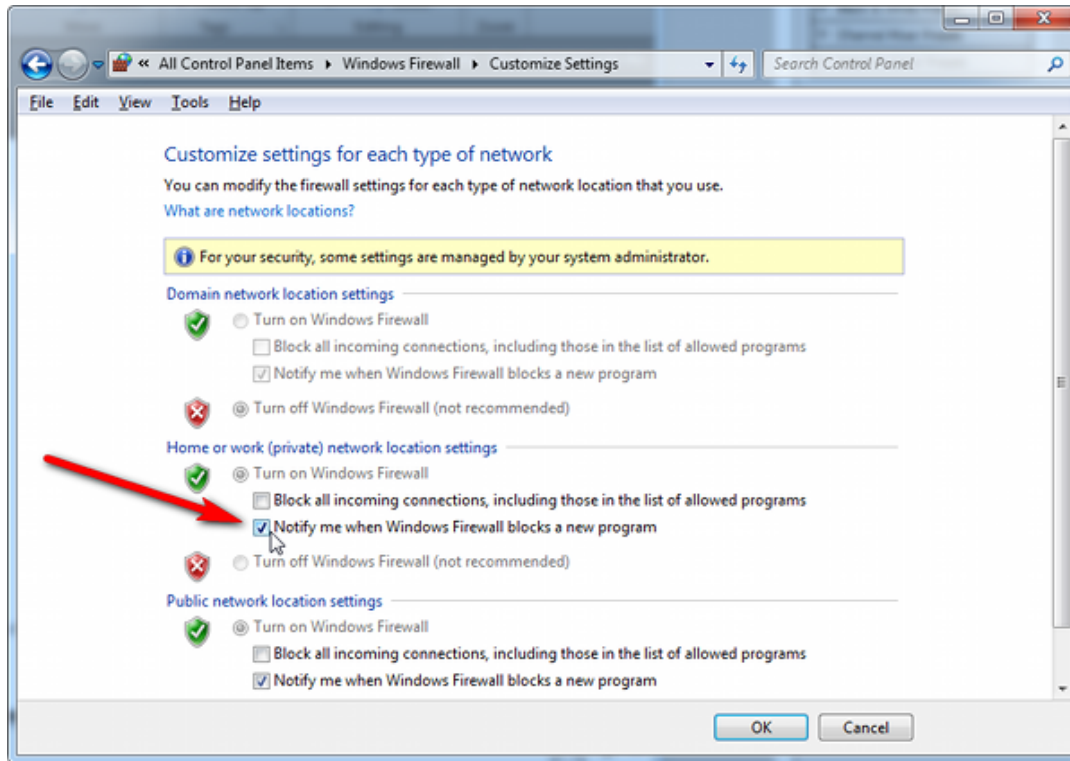 « All Control Panel Items ▸ Windows Firewall ▸ Customize Settings
Search Control Panel
File Edit View Tools Help
Customize settings for each type of network
You can modify the firewall settings for each type of network location that you use.
What are network locations?
For your security, some settings are managed by your system administrator.
Domain network location settings
Turn on Windows Firewall
Block all incoming connections, including those in the list of allowed programs
Notify me when Windows Firewall blocks a new program
Turn off Windows Firewall (not recommended)
Home or work (private) network location settings
Turn on Windows Firewall
Block all incoming connections, including those in the list of allowed programs
Notify me when Windows Firewall blocks a new program
Turn off Windows Firewall (not recommended)
Public network location settings
Turn on Windows Firewall
Block all incoming connections, including those in the list of allowed programs
Notify me when Windows Firewall blocks a new program
OK Cancel